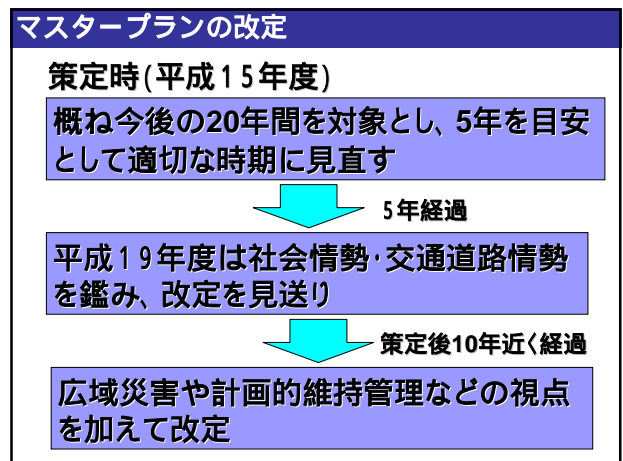 マスタープランの改定
策定時(平成15年度)
概ね今後の20年間を対象とし、5年を目安
として適切な時期に見直す
5年経過
平成19年度は社会情勢・交通道路情勢
を鑑み、改定を見送り
策定後10年近く経過
広域災害や計画的維持管理などの視点
を加えて改定